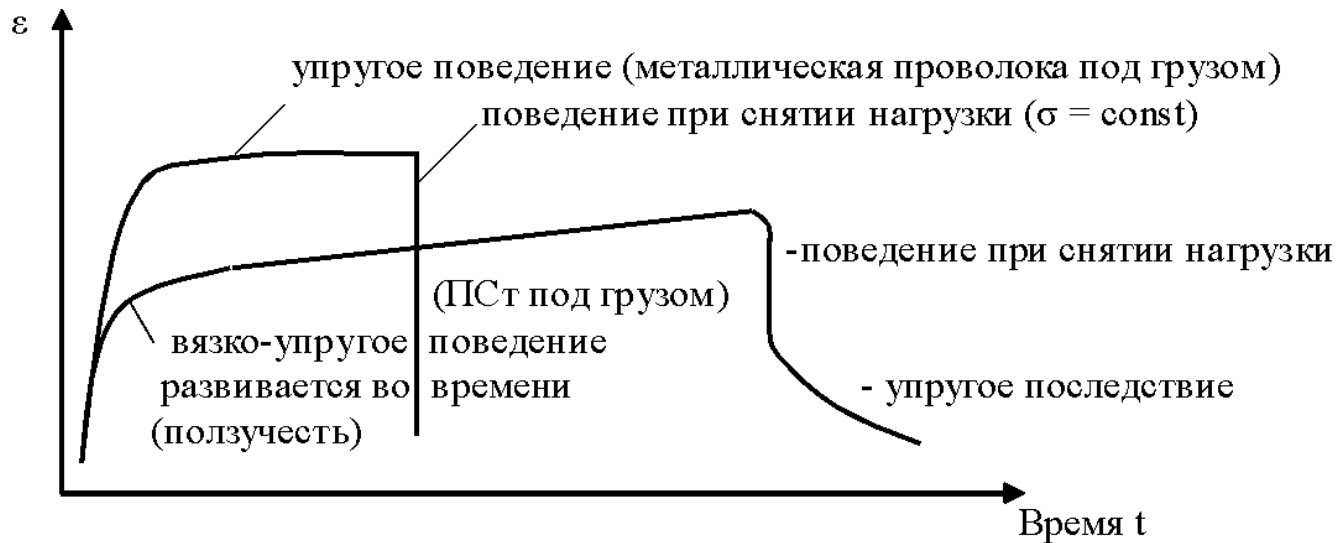 ε
упругое поведение (металлическая проволока под грузом)
поведение при снятии нагрузки (σ = const)
-поведение при снятии нагрузки
(ПСт под грузом)
вязко-упругое поведение
развивается во времени
(ползучесть)
- упругое последствие
Время t